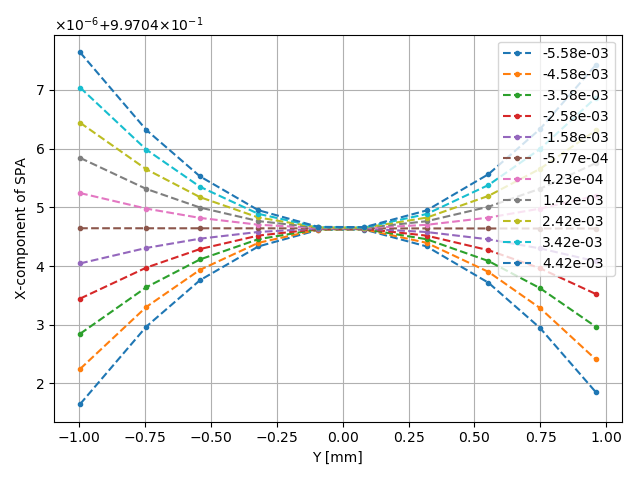 ×10⁻⁶+9.9704×10⁻¹
X-component of SPA
7
6
5
4
3
2
-5.58e-03
-4.58e-03
-3.58e-03
-2.58e-03
-1.58e-03
-5.77e-04
4.23e-04
1.42e-03
2.42e-03
3.42e-03
4.42e-03
−1.00 −0.75 −0.50 −0.25 0.00 0.25 0.50 0.75 1.00
Y [mm]